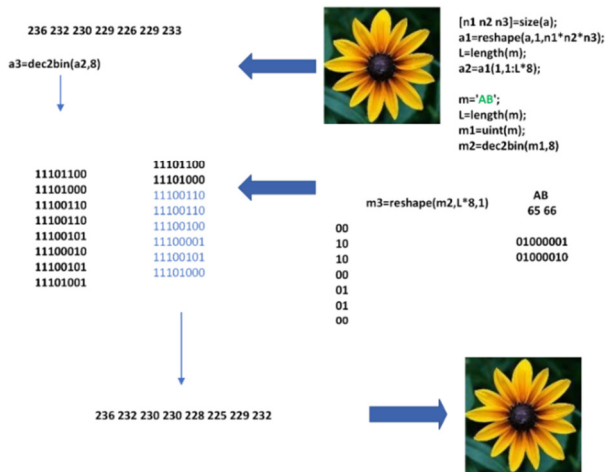 236 232 230 229 226 229 233
a3=dec2bin(a2,8)
[n1 n2 n3]=size(a);
a1=reshape(a,1,n1*n2*n3);
L=length(m);
a2=a1(1,1:L*8);
m='AB';
L=length(m);
m1=uint(m);
m2=dec2bin(m1,8)
11101100
11101000
11100110
11100110
11100101
11100010
11100101
11101001
11101100
11101000
11100110
11100110
11100100
11100001
11100101
11101000
m3=reshape(m2,L*8,1)
AB
65 66
01000001
01000010
00
10
10
00
01
01
00
236 232 230 230 228 225 229 232